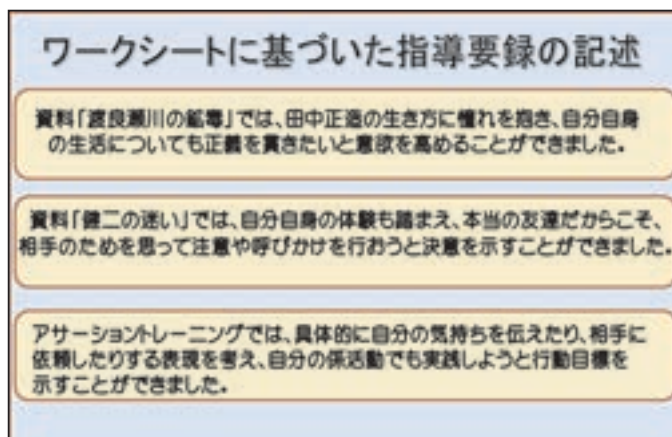 ワークシートに基づいた指導要録の記述
資料「渡良瀬川の鉱毒」では、田中正造の生き方に憧れを抱き、自分自身
の生活についても正義を貫きたいと意欲を高めることができました。
資料「健二の迷い」では、自分自身の体験も踏まえ、本当の友達だからこそ、
相手のためを思って注意や呼びかけを行おうと決意を示すことができました。
アサーショントレーニングでは、具体的に自分の気持ちを伝えたり、相手に
依頼したりする表現を考え、自分の係活動でも実践しようと行動目標を
示すことができました。